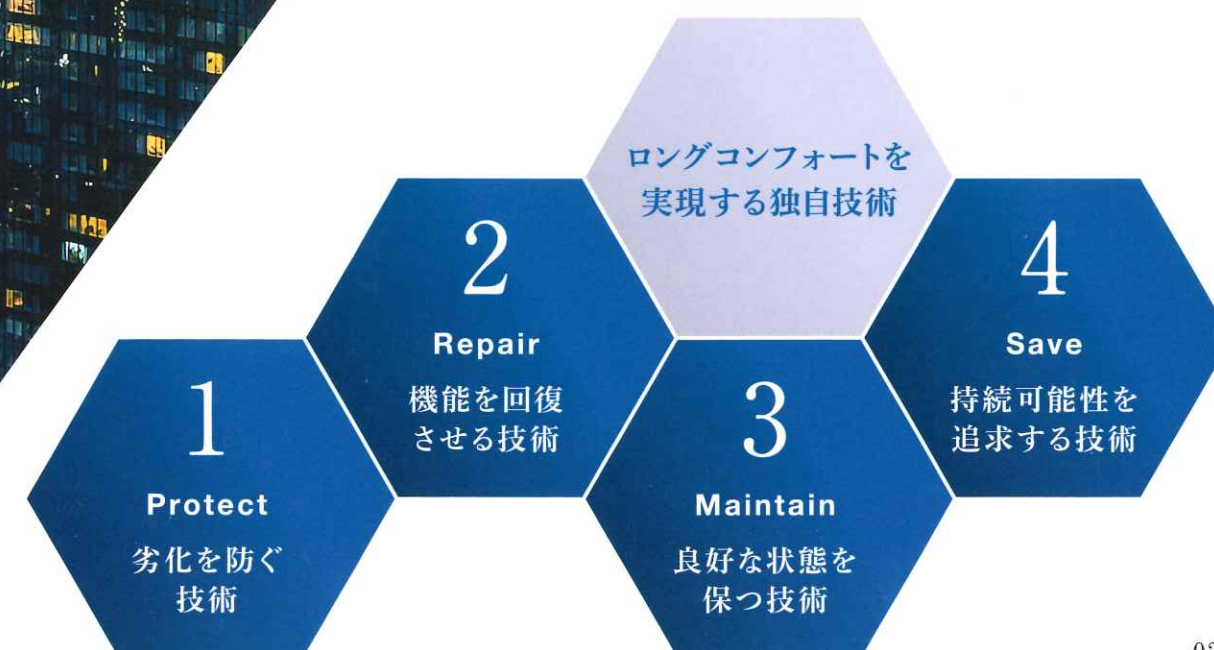 ロングコンフォートを
実現する独自技術
1
Protect
劣化を防ぐ
技術
2
Repair
機能を回復
させる技術
3
Maintain
良好な状態を
保つ技術
4
Save
持続可能性を
追求する技術